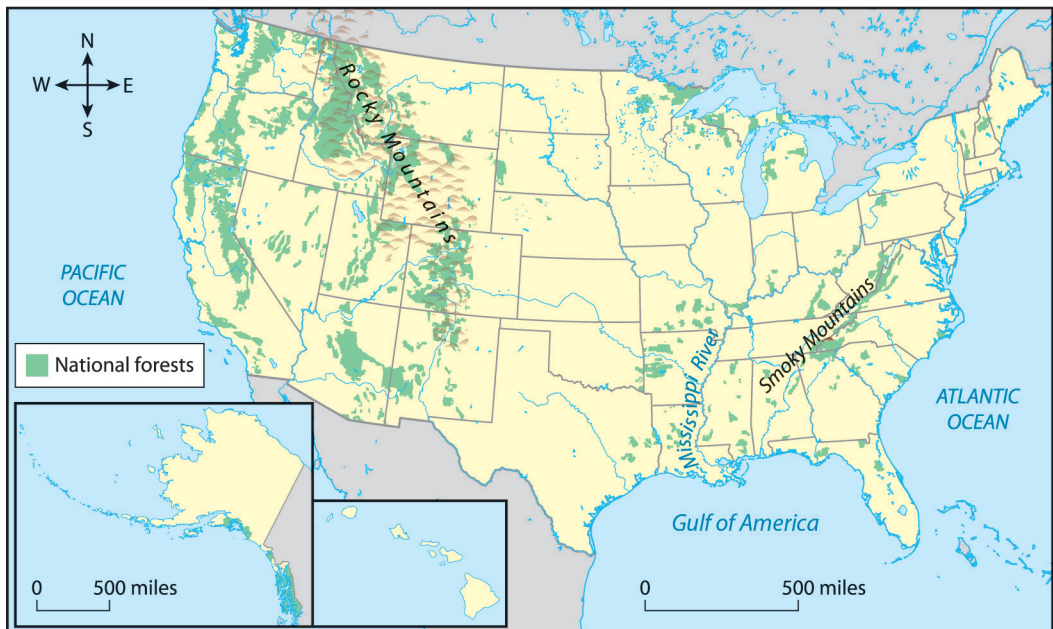 N
W E
S
Rocky Mountains
PACIFIC
OCEAN
National forests
Mississippi River
Smoky Mountains
ATLANTIC
OCEAN
Gulf of America
0 500 miles
0 500 miles